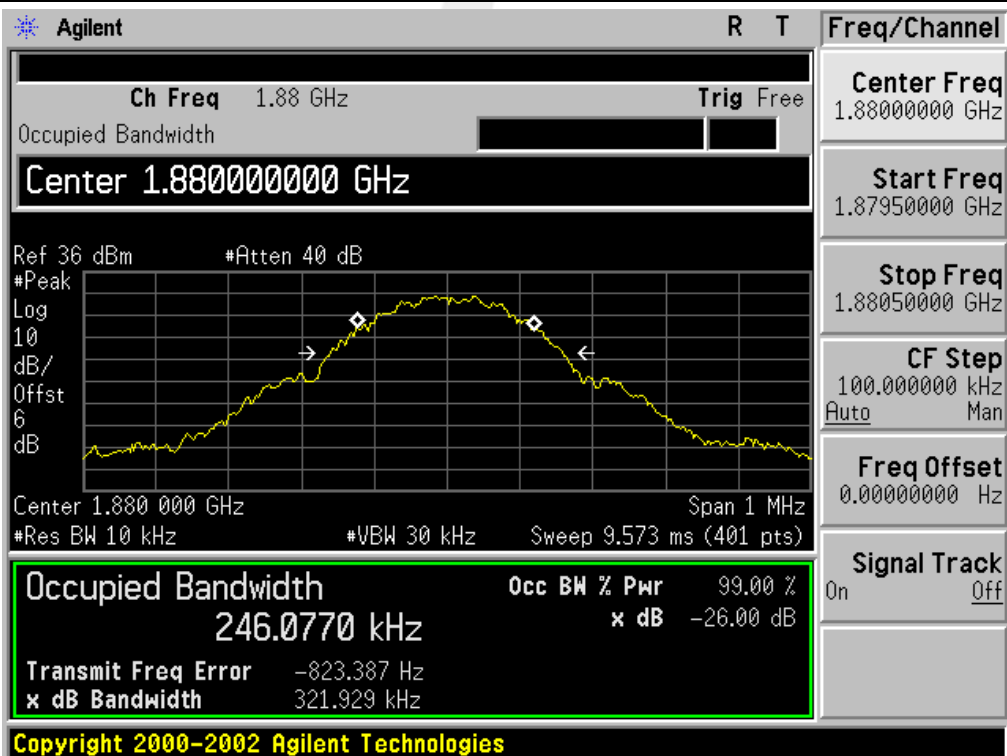 Agilent R T
Freq/Channel
Ch Freq 1.88 GHz Trig Free
Occupied Bandwidth
Center 1.880000000 GHz
Ref 36 dBm #Atten 40 dB
#Peak
Log
10
dB/
Offst
6
dB
Center 1.880 000 GHz Span 1 MHz
#Res BW 10 kHz #VBW 30 kHz Sweep 9.573 ms (401 pts)
Occupied Bandwidth Occ BW % Pwr 99.00 %
246.0770 kHz x dB -26.00 dB
Transmit Freq Error -823.387 Hz
x dB Bandwidth 321.929 kHz
Copyright 2000-2002 Agilent Technologies
Center Freq
1.88000000 GHz
Start Freq
1.87950000 GHz
Stop Freq
1.88050000 GHz
CF Step
100.000000 kHz
Auto Man
Freq Offset
0.00000000 Hz
Signal Track
On Off